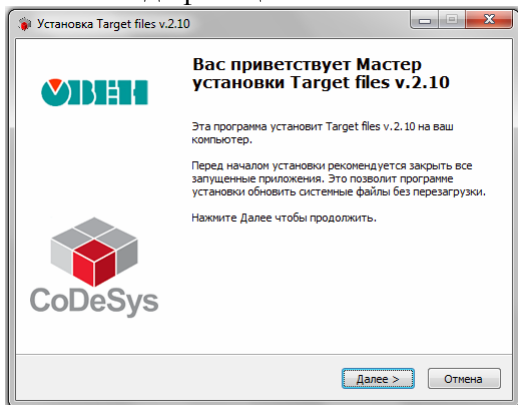 Установка Target files v.2.10
Вас приветствует Мастер
установки Target files v.2.10
ОВЕН
Эта программа установит Target files v.2.10 на ваш
компьютер.
Перед началом установки рекомендуется закрыть все
запущенные приложения. Это позволит программе
установки обновить системные файлы без перезагрузки.
Нажмите Далее чтобы продолжить.
CoDeSys
Далее >
Отмена